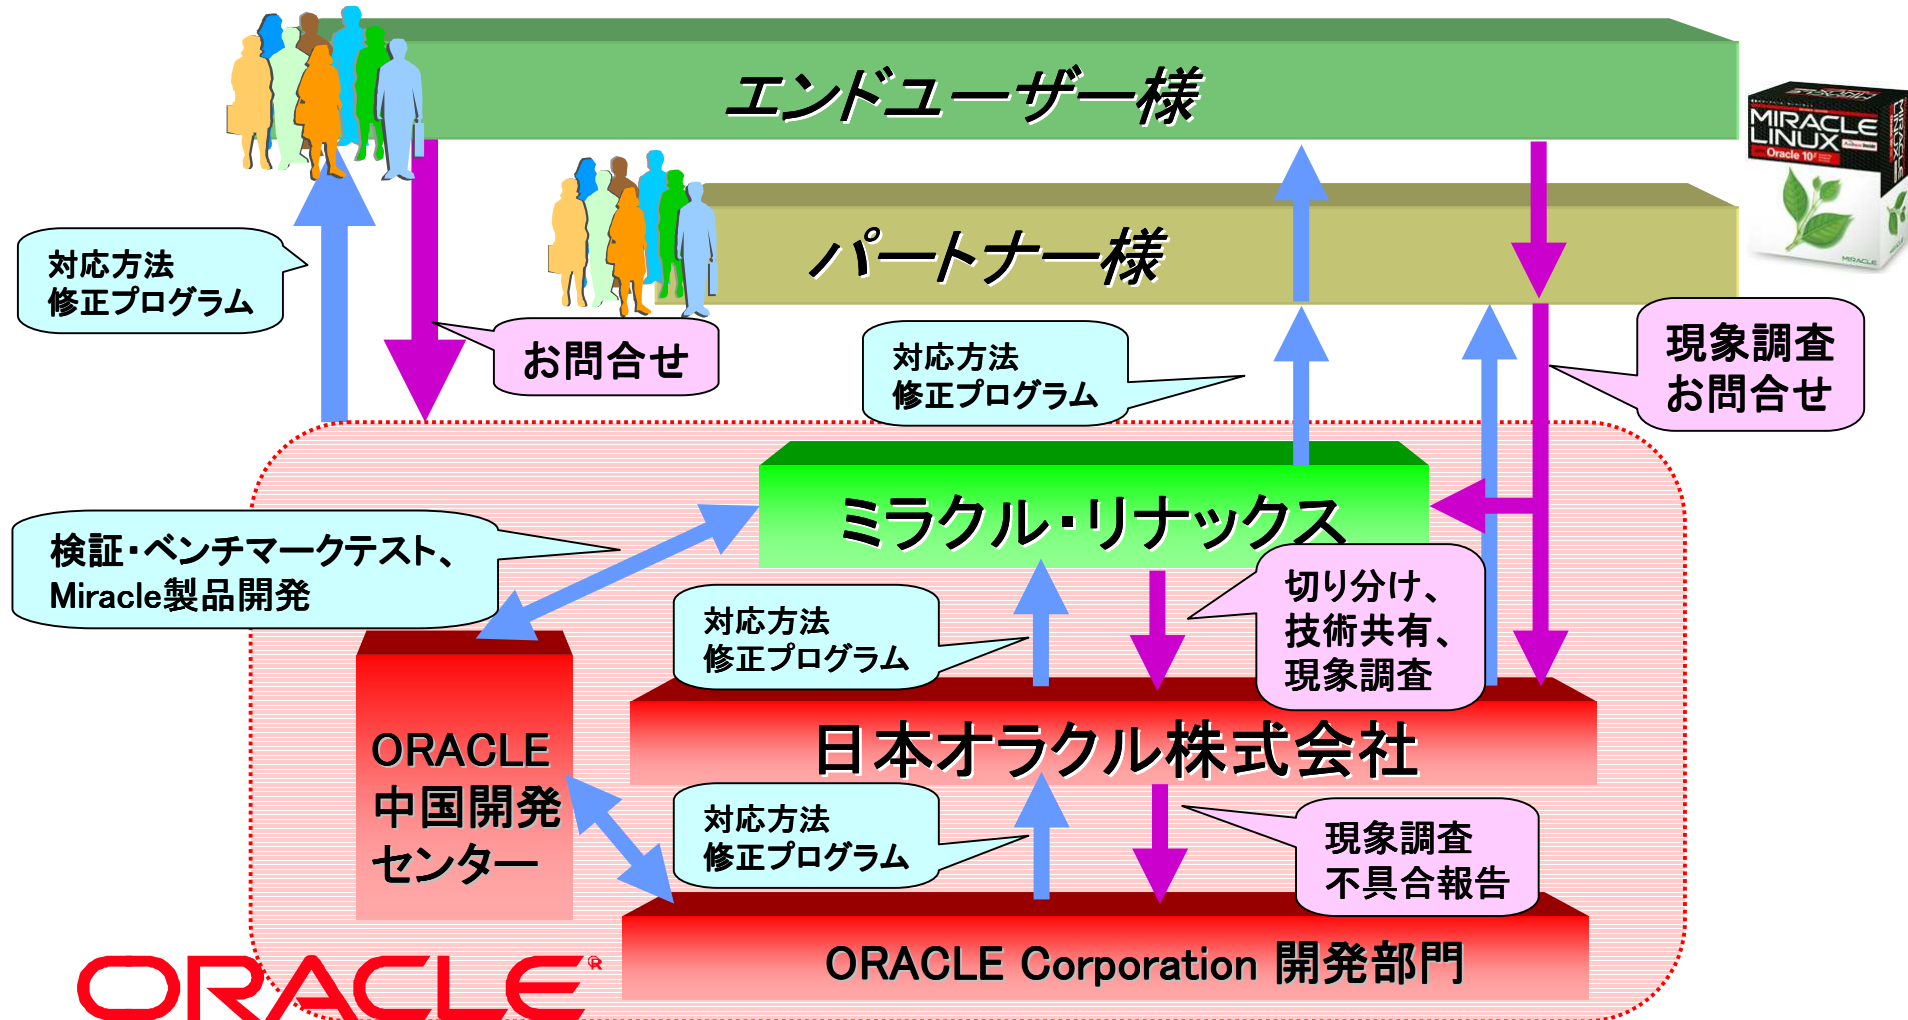 エンドユーザー様
MIRACLE
LINUX
Oracle 10
MIRACLE
パートナー様
対応方法
修正プログラム
お問合せ
対応方法
修正プログラム
現象調査
お問合せ
ミラクル・リナックス
検証・ベンチマークテスト、
Miracle製品開発
切り分け、
技術共有、
現象調査
対応方法
修正プログラム
日本オラクル株式会社
ORACLE
中国開発
センター
対応方法
修正プログラム
現象調査
不具合報告
ORACLE Corporation 開発部門
ORACLE®